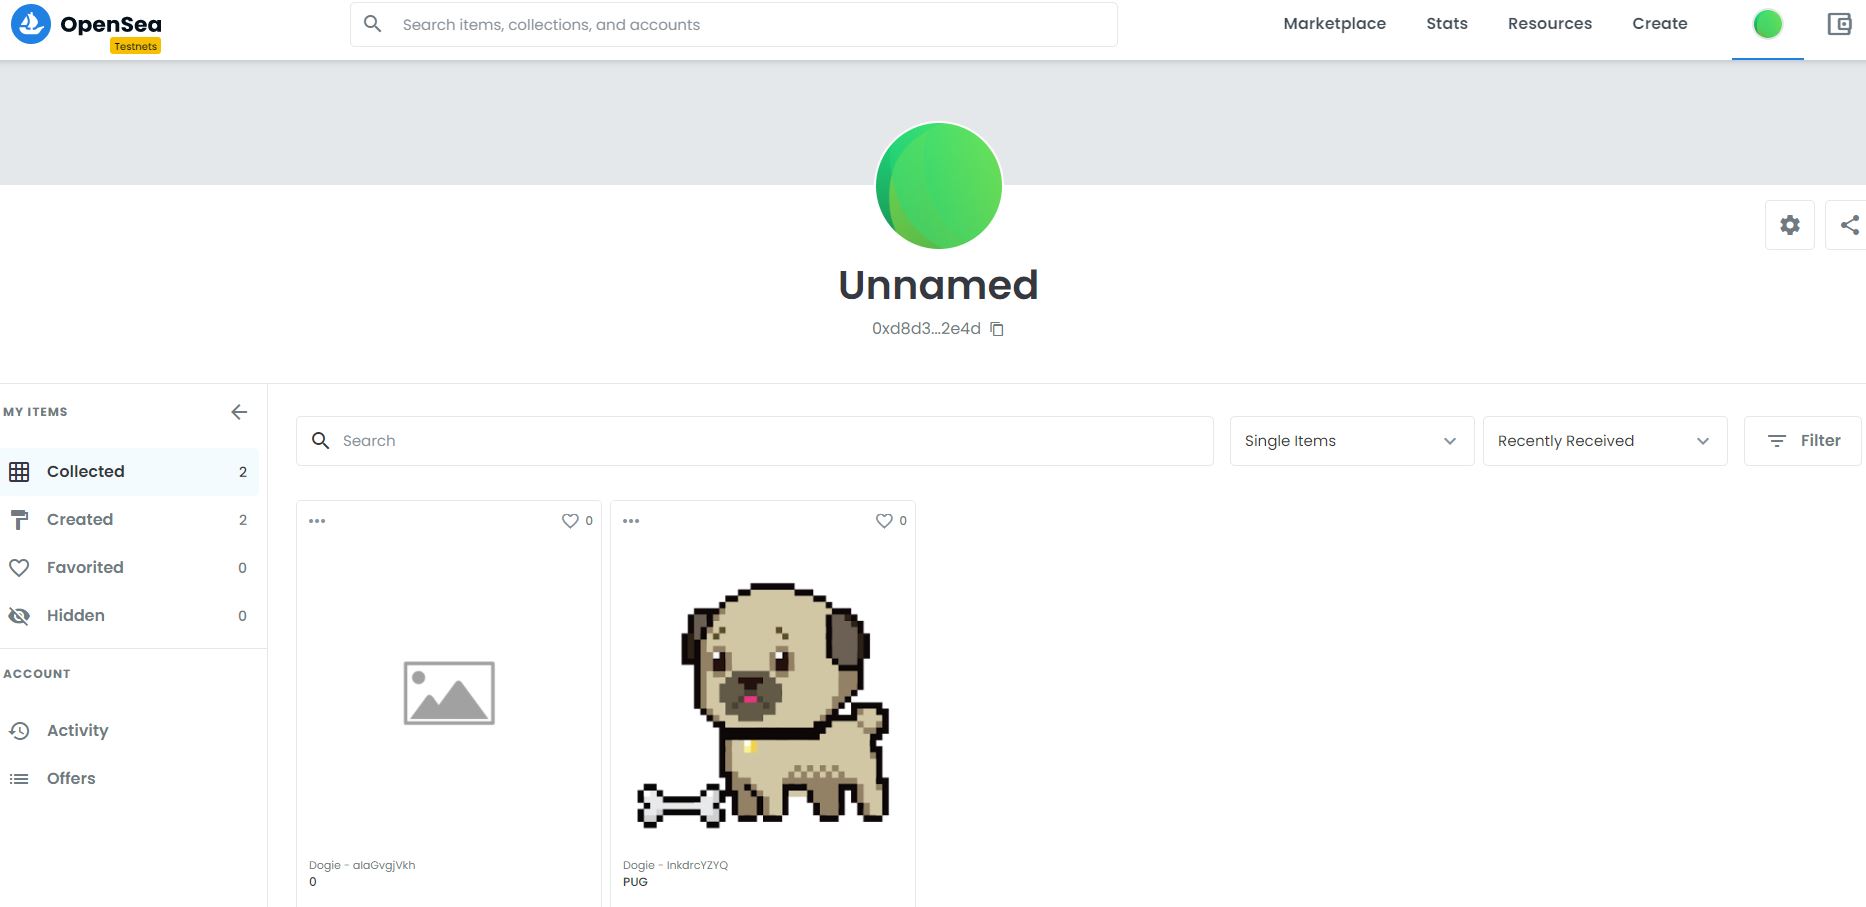 OpenSea
Testnets
Search items, collections, and accounts
Marketplace
Stats
Resources
Create
Unnamed
0xd8d3...2e4d
MY ITEMS
Collected 2
Created 2
Favorited 0
Hidden 0
ACCOUNT
Activity
Offers
Search
Single Items
Recently Received
Filter
0
Dogie - alaGvgjVkh
0
0
Dogie - lnkdrcYZYQ
PUG